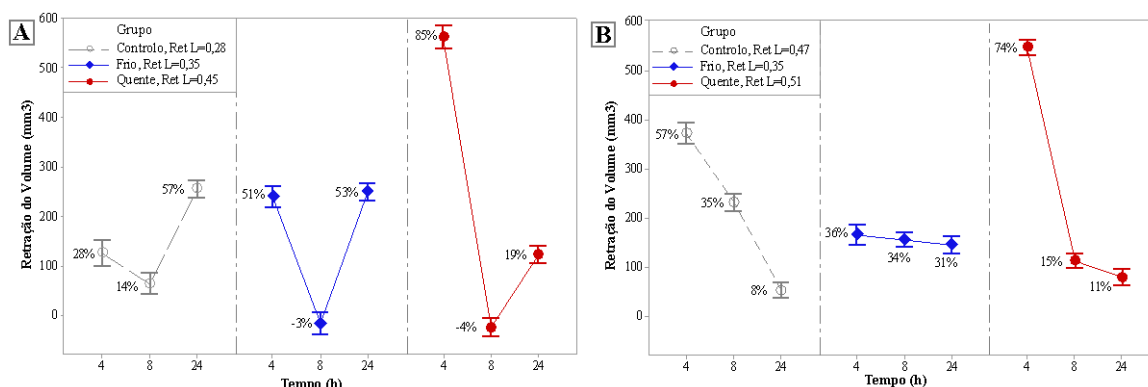 A
Grupo
Controlo, Ret L=0,28
Frio, Ret L=0,35
Quente, Ret L=0,45
Retração do Volume (mm3)
600
500
400
300
200
100
0
28%
14%
57%
51%
-3%
53%
85%
-4%
19%
4 8 24 4 8 24 4 8 24
Tempo (h)
B
Grupo
Controlo, Ret L=0,47
Frio, Ret L=0,35
Quente, Ret L=0,51
Retração do Volume (mm3)
600
500
400
300
200
100
0
57%
35%
8%
36%
34%
31%
74%
15%
11%
4 8 24 4 8 24 4 8 24
Tempo (h)